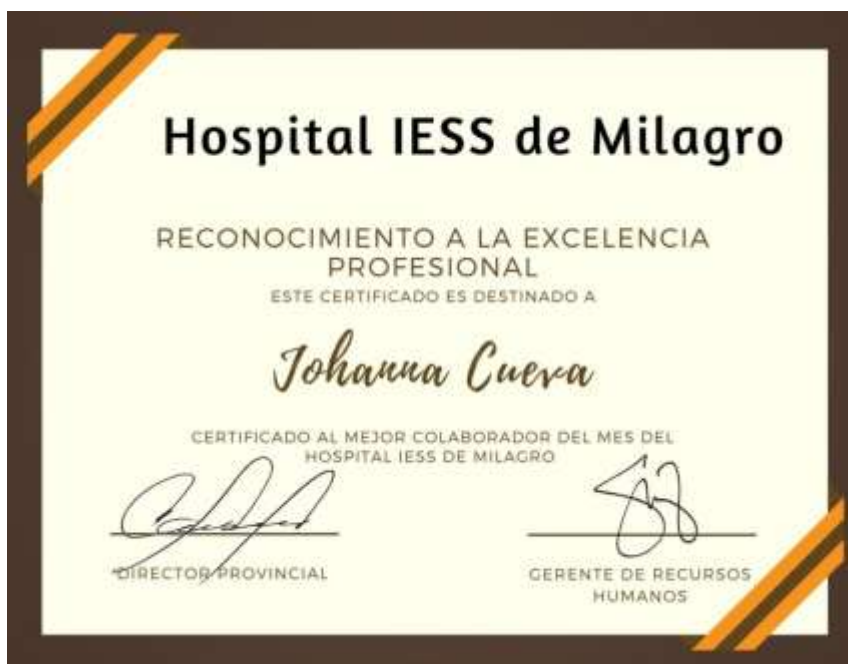 Hospital IESS de Milagro
RECONOCIMIENTO A LA EXCELENCIA
PROFESIONAL
ESTE CERTIFICADO ES DESTINADO A
Johanna Cueva
CERTIFICADO AL MEJOR COLABORADOR DEL MES DEL
HOSPITAL IESS DE MILAGRO
DIRECTOR PROVINCIAL
GERENTE DE RECURSOS
HUMANOS